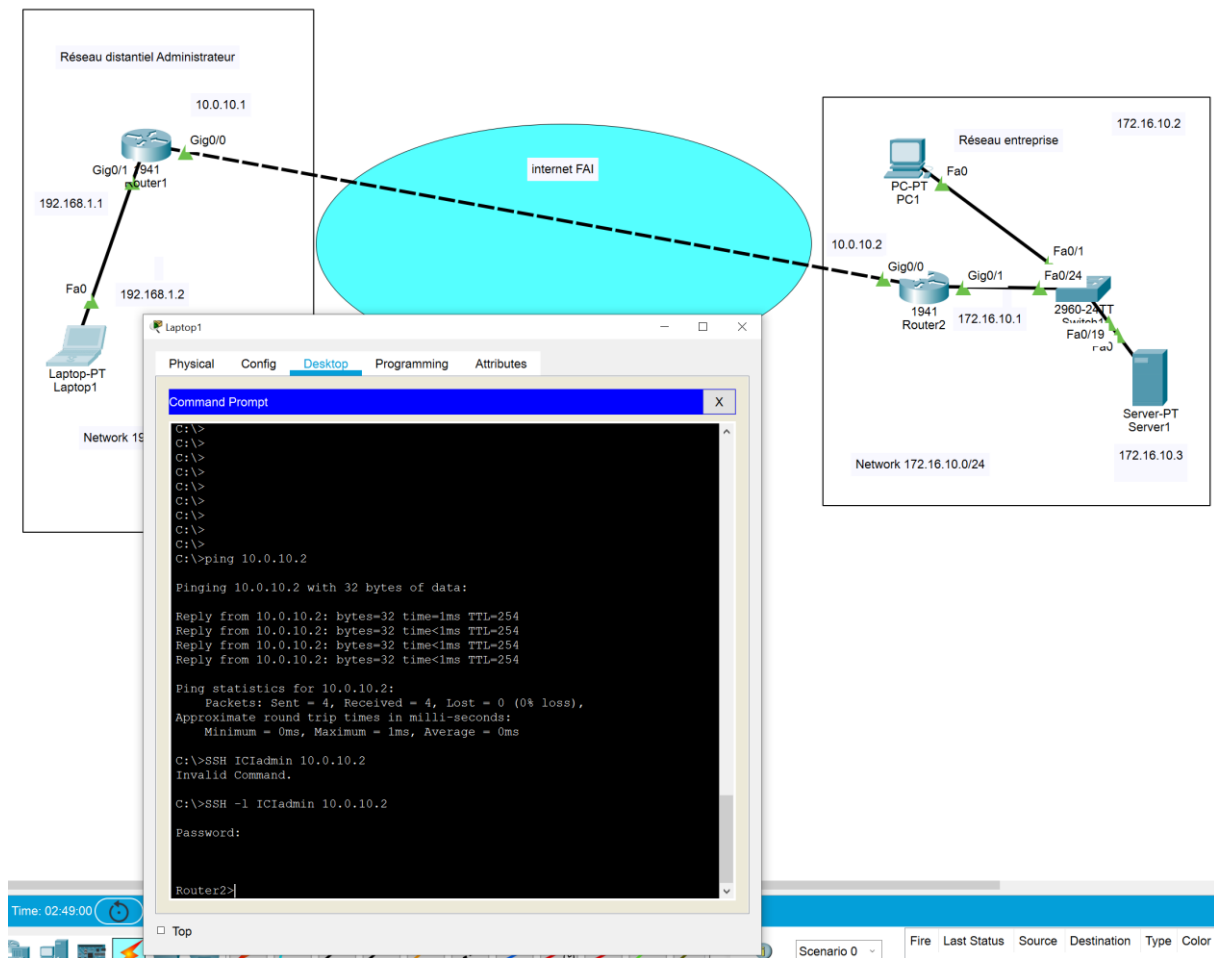 Réseau distantiel Administrateur
10.0.10.1
Gig0/0
Gig0/1
1941
Router1
192.168.1.1
Fa0
192.168.1.2
Laptop-PT
Laptop1
Network 19
internet FAI
172.16.10.2
Réseau entreprise
Fa0
PC-PT
PC1
Fa0/1
10.0.10.2
Gig0/0
Gig0/1
Fa0/24
1941
Router2
172.16.10.1
2960-24TT
Switch1
Fa0/19
Fa0
Server-PT
Server1
172.16.10.3
Network 172.16.10.0/24
Laptop1
Physical Config Desktop Programming Attributes
Command Prompt X
C:\>
C:\>
C:\>
C:\>
C:\>
C:\>
C:\>
C:\>
C:\>
C:\>ping 10.0.10.2
Pinging 10.0.10.2 with 32 bytes of data:
Reply from 10.0.10.2: bytes=32 time=1ms TTL=254
Reply from 10.0.10.2: bytes=32 time<1ms TTL=254
Reply from 10.0.10.2: bytes=32 time<1ms TTL=254
Reply from 10.0.10.2: bytes=32 time<1ms TTL=254
Ping statistics for 10.0.10.2:
Packets: Sent = 4, Received = 4, Lost = 0 (0% loss),
Approximate round trip times in milli-seconds:
Minimum = 0ms, Maximum = 1ms, Average = 0ms
C:\>SSH ICIadmin 10.0.10.2
Invalid Command.
C:\>SSH -l ICIadmin 10.0.10.2
Password:
Router2>
Top
Time: 02:49:00
Scenario 0
Fire Last Status Source Destination Type Color